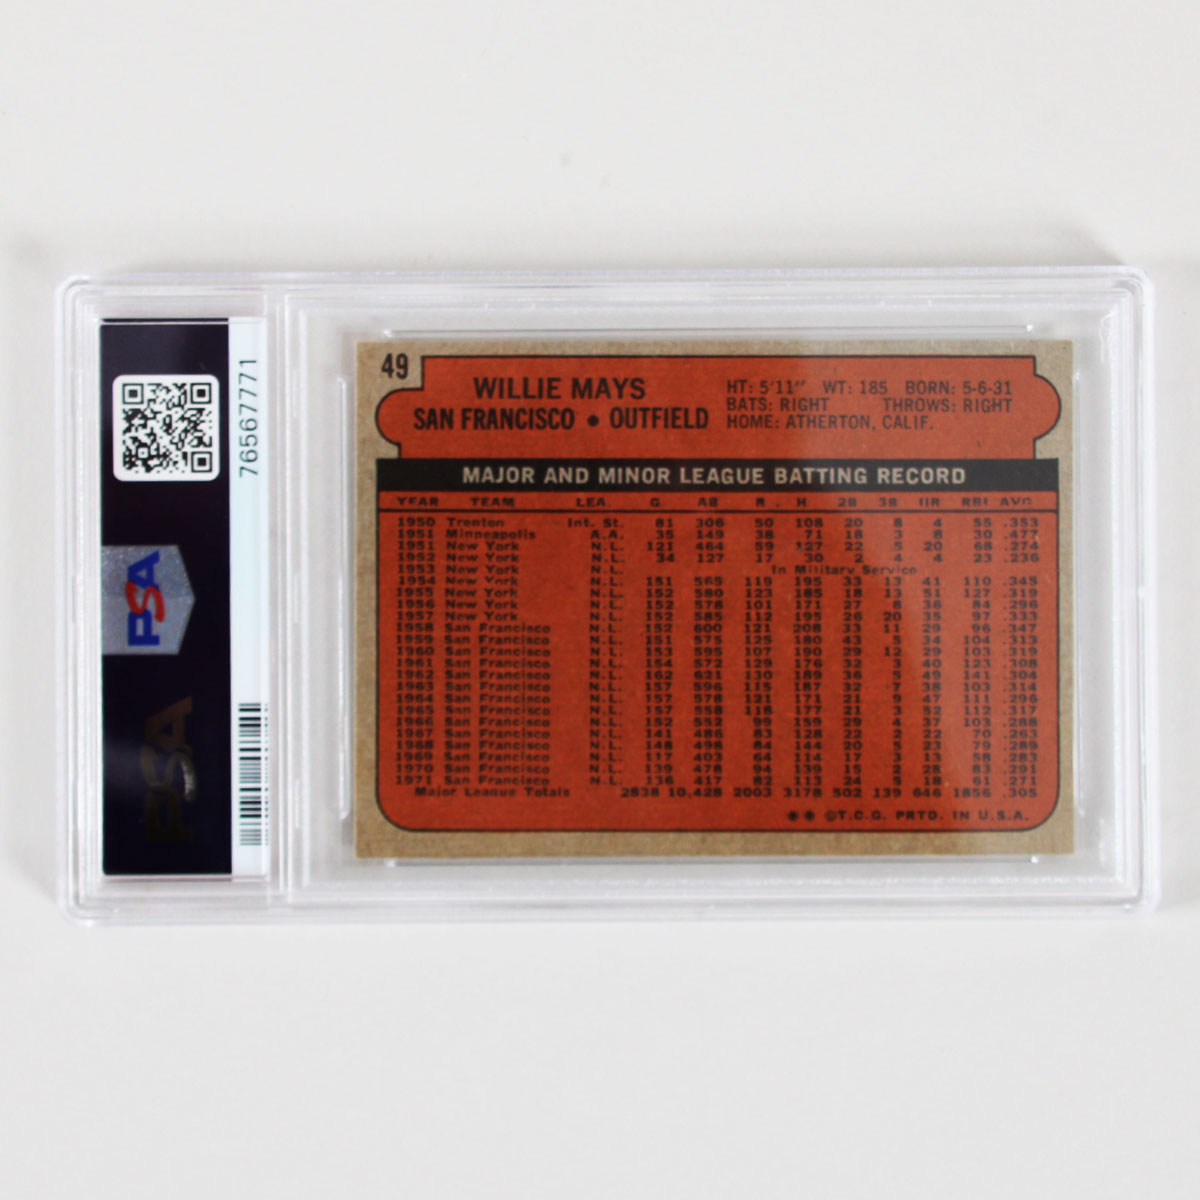 76567771
PSA
PSA
49
WILLIE MAYS
SAN FRANCISCO • OUTFIELD
HT: 5'11" WT: 185 BORN: 5-6-31
BATS: RIGHT THROWS: RIGHT
HOME: ATHERTON, CALIF.
MAJOR AND MINOR LEAGUE BATTING RECORD
YEAR TEAM LEA. G AB R H 2B 3B HR RBI AVG.
1950 Trenton Int. St. 81 306 50 108 20 8 4 55 .353
1951 Minneapolis A.A. 35 149 38 71 18 3 8 30 .477
1951 New York N.L. 121 464 59 127 22 5 20 68 .274
1952 New York N.L. 34 127 17 30 2 4 4 23 .236
1953 New York N.L. In Military Service
1954 New York N.L. 151 565 119 195 33 13 41 110 .345
1955 New York N.L. 152 580 123 185 18 13 51 127 .319
1956 New York N.L. 152 578 101 171 27 8 36 84 .296
1957 New York N.L. 152 585 112 195 26 20 35 97 .333
1958 San Francisco N.L. 152 600 121 208 33 11 29 96 .347
1959 San Francisco N.L. 151 575 125 43 5 34 104 .313
1960 San Francisco N.L. 153 595 107 190 29 12 29 103 .319
1961 San Francisco N.L. 154 572 129 176 32 3 40 123 .308
1962 San Francisco N.L. 162 621 130 189 36 5 49 141 .304
1963 San Francisco N.L. 157 596 115 187 32 7 38 103 .314
1964 San Francisco N.L. 157 578 121 171 21 9 47 111 .296
1965 San Francisco N.L. 157 558 118 177 21 3 52 112 .317
1966 San Francisco N.L. 152 552 99 159 29 4 37 103 .288
1967 San Francisco N.L. 141 486 83 128 22 2 22 70 .263
1968 San Francisco N.L. 148 498 84 144 20 5 23 79 .289
1969 San Francisco N.L. 117 403 64 114 17 3 13 58 .283
1970 San Francisco N.L. 139 478 139 2 28 83 .291
1971 San Francisco N.L. 136 417 82 113 24 5 18 61 .271
Major League Totals 2838 10,428 2003 3178 502 139 646 1856 .305
✱ ✱ ©T.C.G. PRTD. IN U.S.A.